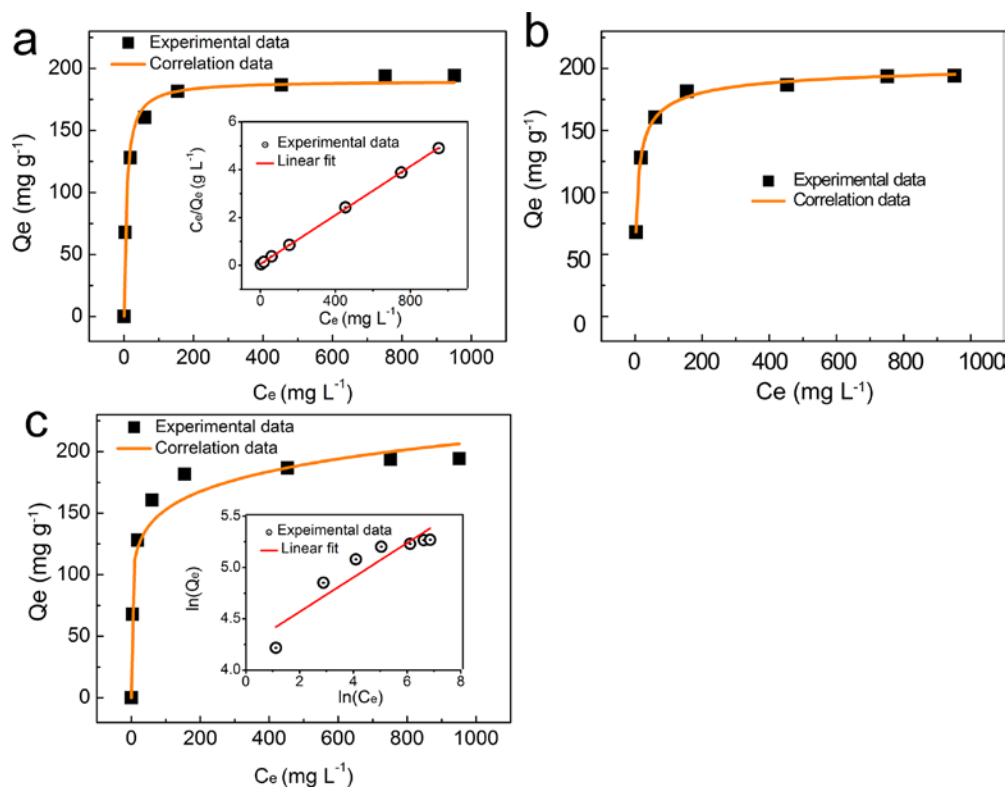 a
Experimental data
Correlation data
Qe (mg g-1)
200
150
100
50
0
0 200 400 600 800 1000
Ce (mg L-1)
Experimental data
Linear fit
Ce/Qe (g L-1)
6
4
2
0
0 400 800
Ce (mg L-1)
b
Qe (mg g-1)
200
150
100
50
0
Experimental data
Correlation data
0 200 400 600 800 1000
Ce (mg L-1)
c
Experimental data
Correlation data
Qe (mg g-1)
200
150
100
50
0
0 200 400 600 800 1000
Ce (mg L-1)
Expeimental data
Linear fit
ln(Qe)
5.5
5.0
4.5
4.0
0 2 4 6 8
ln(Ce)